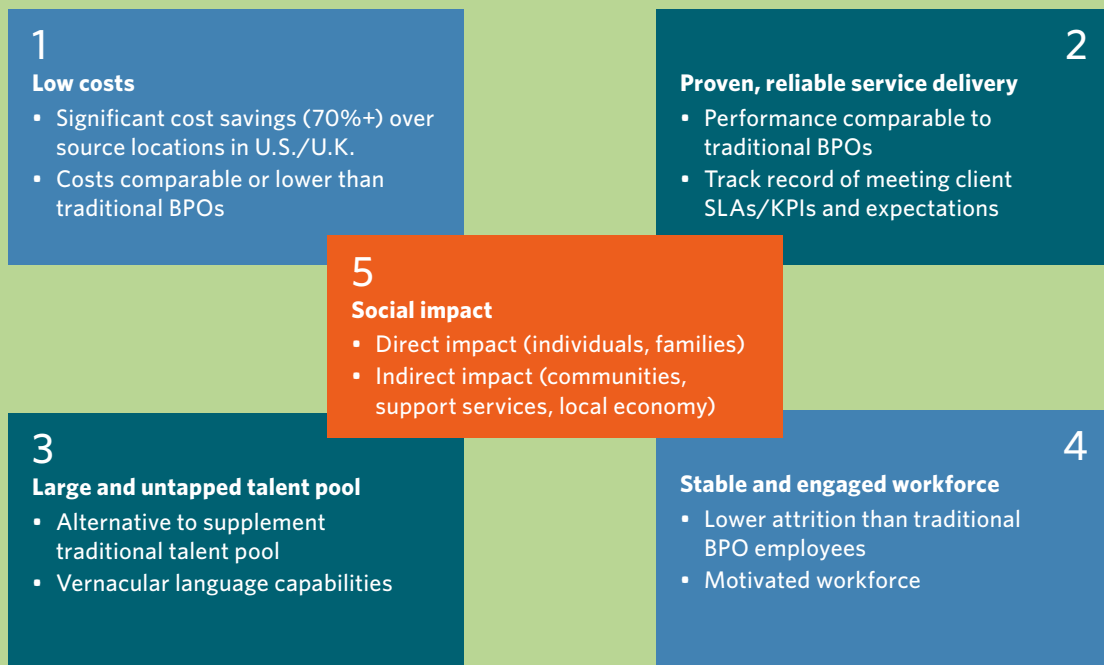 1
Low costs
• Significant cost savings (70%+) over
source locations in U.S./U.K.
• Costs comparable or lower than
traditional BPOs
2
Proven, reliable service delivery
• Performance comparable to
traditional BPOs
• Track record of meeting client
SLAs/KPIs and expectations
5
Social impact
• Direct impact (individuals, families)
• Indirect impact (communities,
support services, local economy)
3
Large and untapped talent pool
• Alternative to supplement
traditional talent pool
• Vernacular language capabilities
4
Stable and engaged workforce
• Lower attrition than traditional
BPO employees
• Motivated workforce